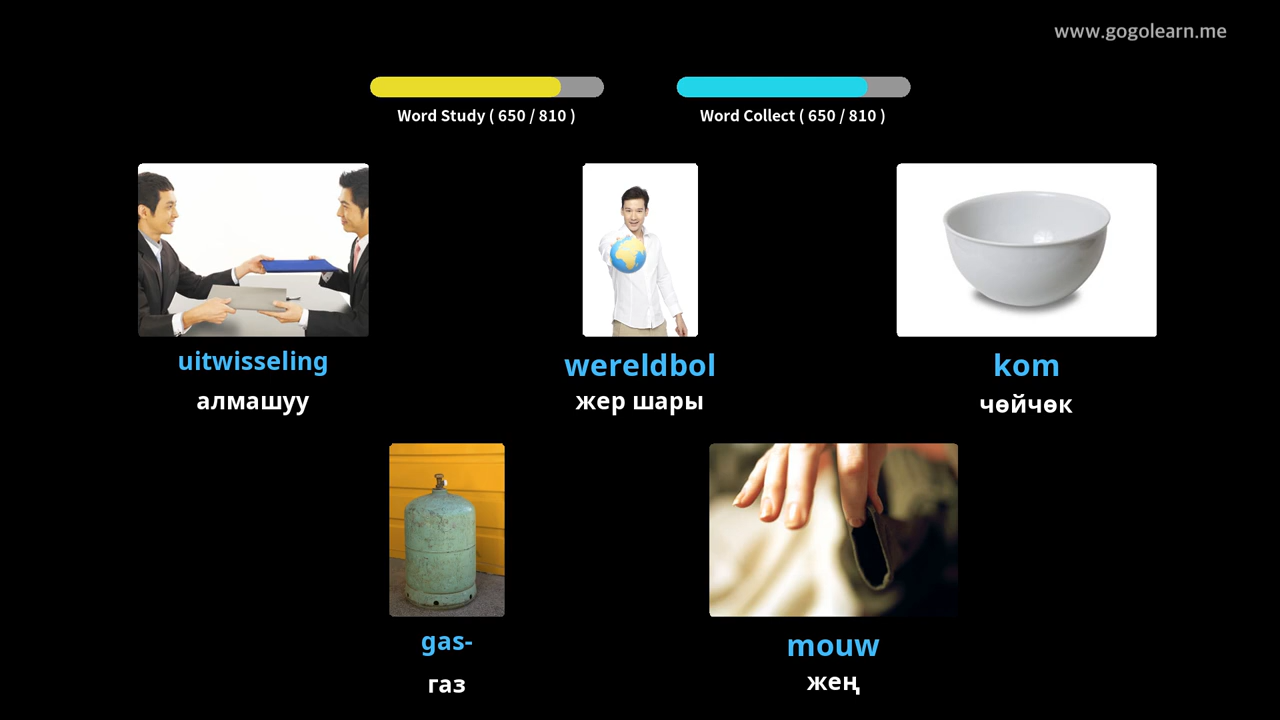 www.gogolearn.me
Word Study ( 650 / 810 )
Word Collect ( 650 / 810 )
uitwisseling
алмашуу
wereldbol
жер шары
kom
чөйчөк
gas-
газ
mouw
жең